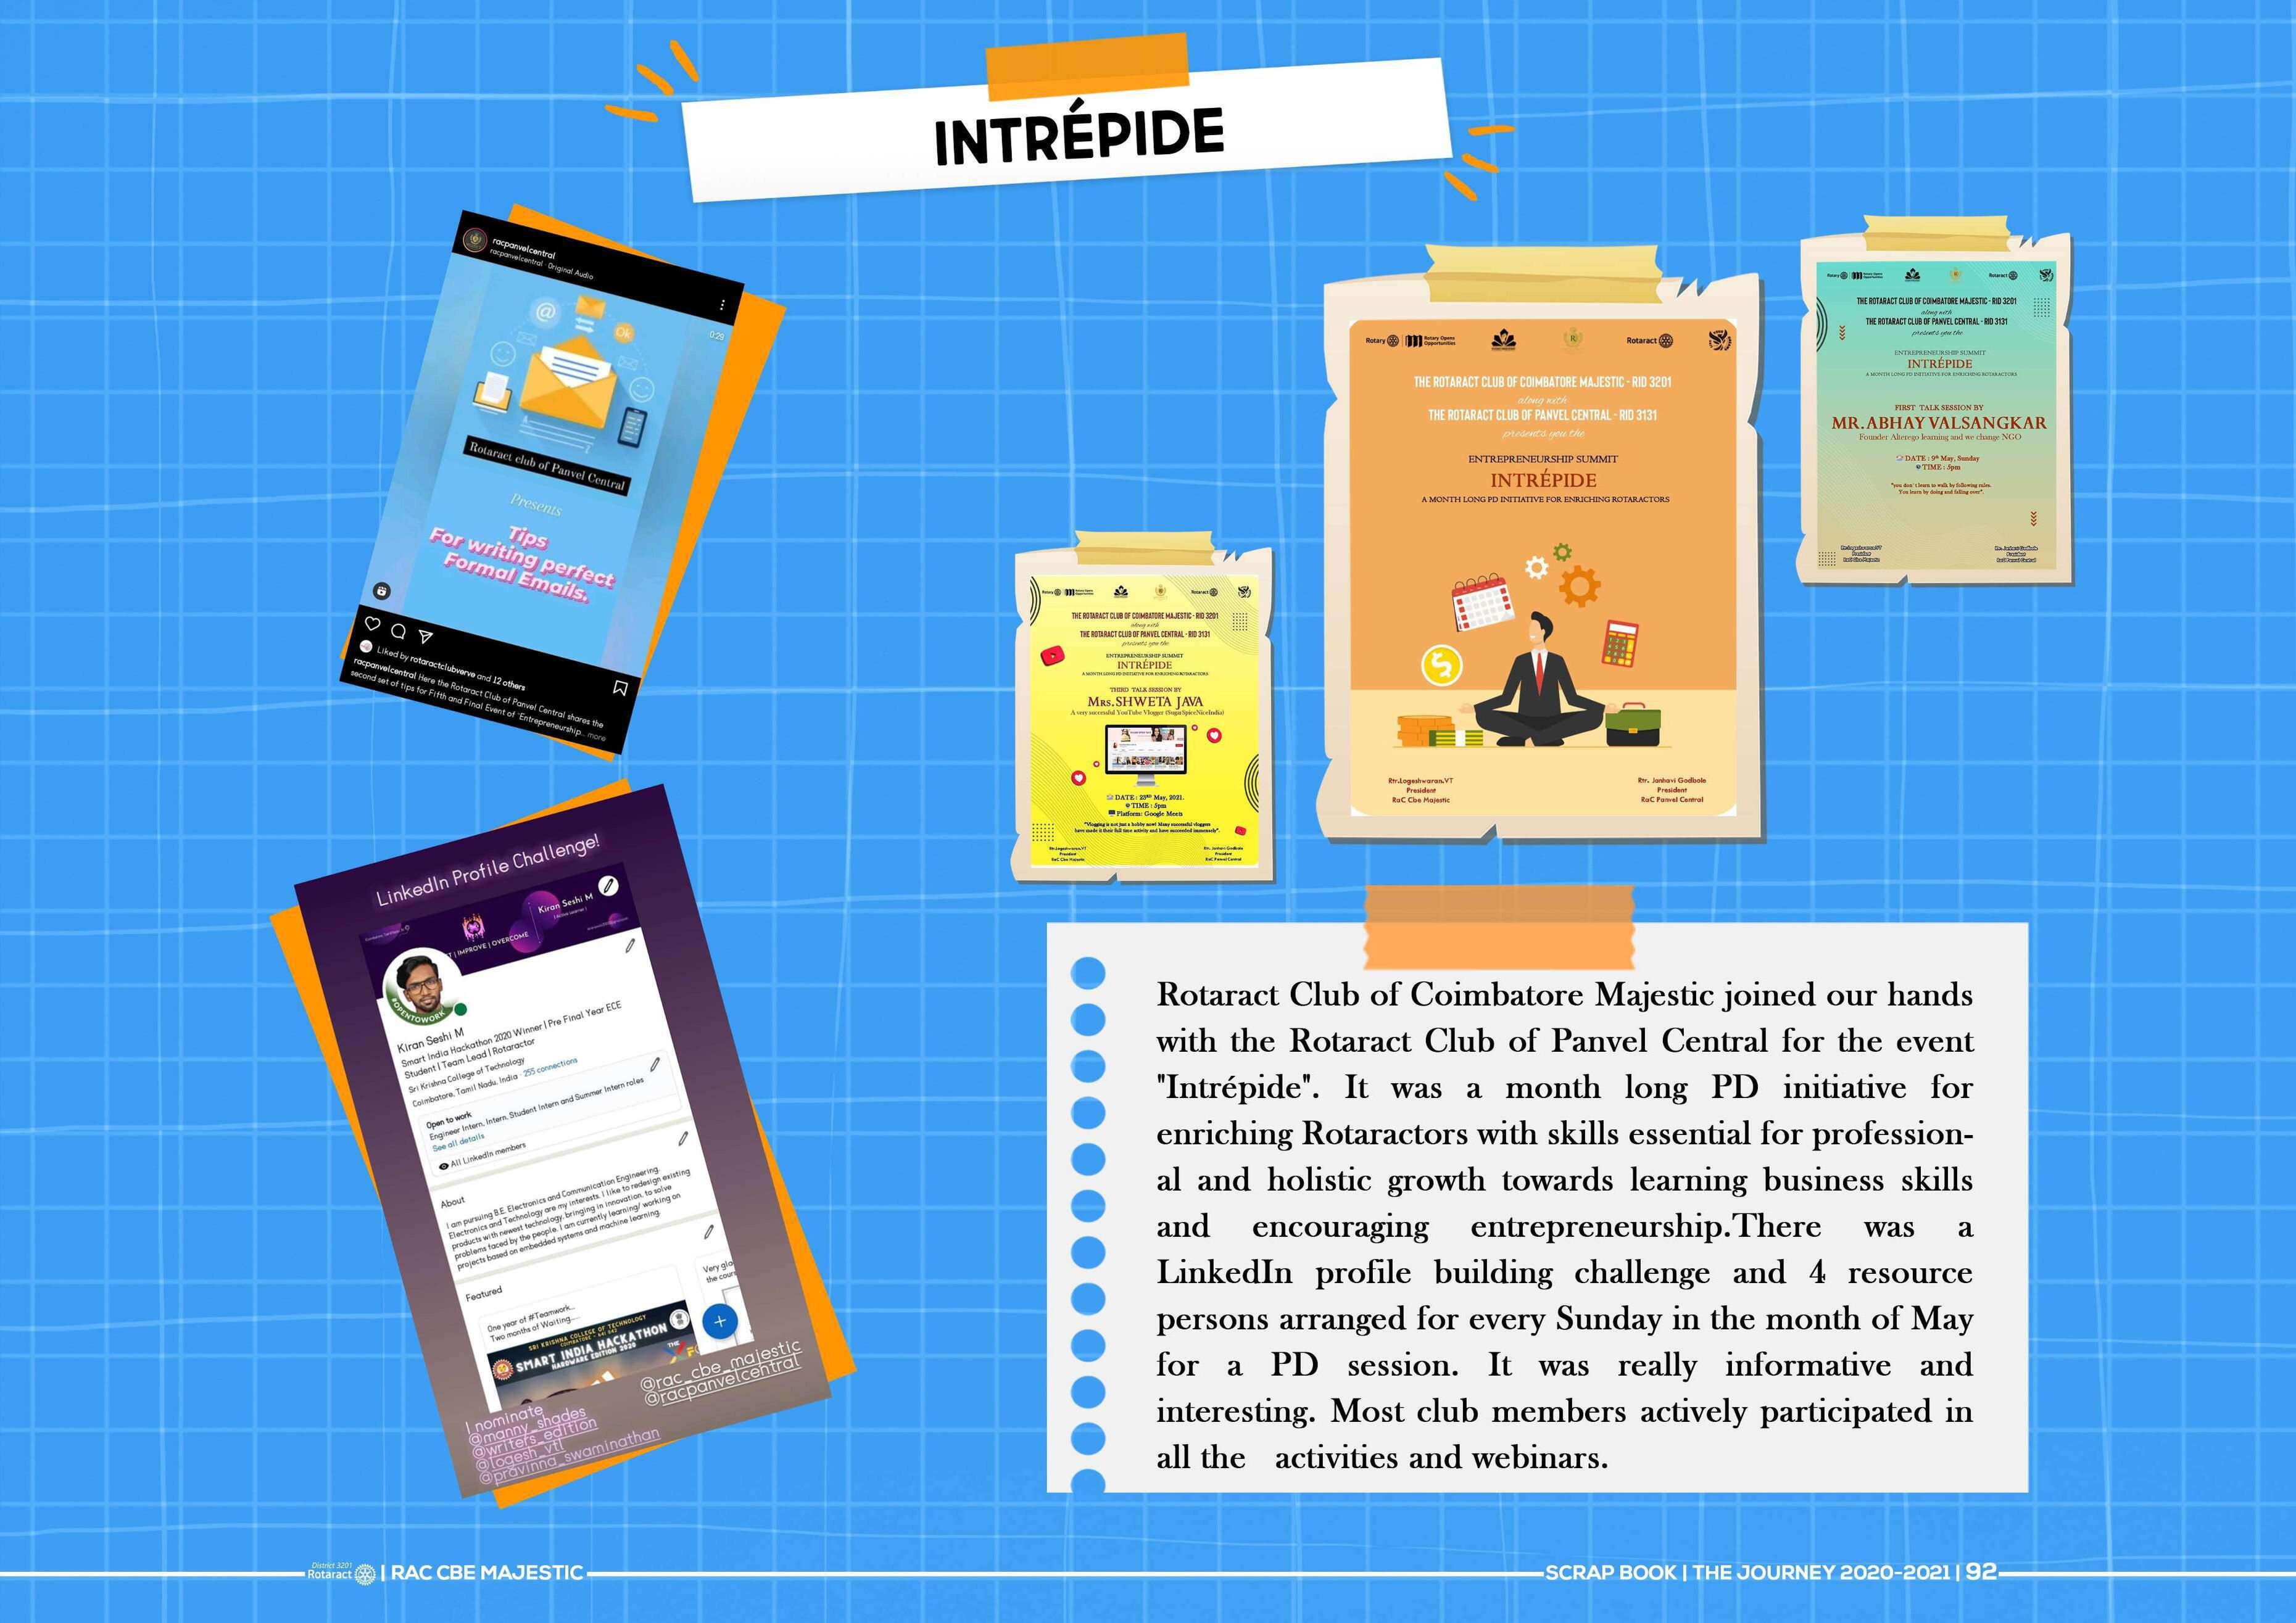 INTRÉPIDE
racpanvelcentral
racpanvelcentral · Original Audio
0:29
@
Ok
Rotaract club of Panvel Central
Presents
Tips
For writing perfect
Formal Emails.
Liked by rotaractclubverve and 12 others
racpanvelcentral Here the Rotaract Club of Panvel Central shares the
second set of tips for Fifth and Final Event of 'Entrepreneurship... more
LinkedIn Profile Challenge!
Kiran Seshi M
| IMPROVE | OVERCOME
#OPENTOWORK
Kiran Seshi M
Smart India Hackathon 2020 Winner | Pre Final Year ECE
Student | Team Lead | Rotaractor
Sri Krishna College of Technology
Coimbatore, Tamil Nadu, India · 255 connections
Open to work
Engineer Intern, Intern, Student Intern and Summer Intern roles
See all details
All LinkedIn members
About
I am pursuing B.E. Electronics and Communication Engineering.
Electronics and Technology are my interests. I like to redesign existing
products with newest technology, bringing in innovation, to solve
problems faced by the people. I am currently learning/ working on
projects based on embedded systems and machine learning.
Featured
One year of #Teamwork...
Two months of Waiting.....
Very gla
the cour
SRI KRISHNA COLLEGE OF TECHNOLOGY
COIMBATORE - 641 042
SMART INDIA HACKATHON
HARDWARE EDITION 2020
THE
@rac_cbe_majestic
@racpanvelcentral
I nominate
@manny_shades
@writers_edition
@logesh_vtl
@pravinna_swaminathan
Rotary Rotary Opens
Opportunities
Rotaract
THE ROTARACT CLUB OF COIMBATORE MAJESTIC - RID 3201
along with
THE ROTARACT CLUB OF PANVEL CENTRAL - RID 3131
presents you the
ENTREPRENEURSHIP SUMMIT
INTRÉPIDE
A MONTH LONG PD INITIATIVE FOR ENRICHING ROTARACTORS
THIRD TALK SESSION BY
MRS.SHWETA JAVA
A very successful YouTube Vlogger (SugarSpiceNiceIndia)
DATE : 23RD May, 2021.
TIME : 5pm
Platform: Google Meets
"Vlogging is not just a hobby now! Many successful vloggers
have made it their full time activity and have succeeded immensely".
Rtr.Logeshwaran.VT
President
RaC Cbe Majestic
Rtr. Janhavi Godbole
President
RaC Panvel Central
Rotary Rotary Opens
Opportunities
Rotaract
THE ROTARACT CLUB OF COIMBATORE MAJESTIC - RID 3201
along with
THE ROTARACT CLUB OF PANVEL CENTRAL - RID 3131
presents you the
ENTREPRENEURSHIP SUMMIT
INTRÉPIDE
A MONTH LONG PD INITIATIVE FOR ENRICHING ROTARACTORS
Rtr.Logeshwaran.VT
President
RaC Cbe Majestic
Rtr. Janhavi Godbole
President
RaC Panvel Central
Rotary Rotary Opens
Opportunities
Rotaract
THE ROTARACT CLUB OF COIMBATORE MAJESTIC - RID 3201
along with
THE ROTARACT CLUB OF PANVEL CENTRAL - RID 3131
presents you the
ENTREPRENEURSHIP SUMMIT
INTRÉPIDE
A MONTH LONG PD INITIATIVE FOR ENRICHING ROTARACTORS
FIRST TALK SESSION BY
MR.ABHAY VALSANGKAR
Founder Alterego learning and we change NGO
DATE : 9th May, Sunday
TIME : 5pm
"you don't learn to walk by following rules.
You learn by doing and falling over".
Rtr.Logeshwaran.VT
President
RaC Cbe Majestic
Rtr. Janhavi Godbole
President
RaC Panvel Central
Rotaract Club of Coimbatore Majestic joined our hands
with the Rotaract Club of Panvel Central for the event
"Intrépide". It was a month long PD initiative for
enriching Rotaractors with skills essential for profession-
al and holistic growth towards learning business skills
and encouraging entrepreneurship.There was a
LinkedIn profile building challenge and 4 resource
persons arranged for every Sunday in the month of May
for a PD session. It was really informative and
interesting. Most club members actively participated in
all the activities and webinars.
District 3201
Rotaract | RAC CBE MAJESTIC
SCRAP BOOK | THE JOURNEY 2020-2021 | 92